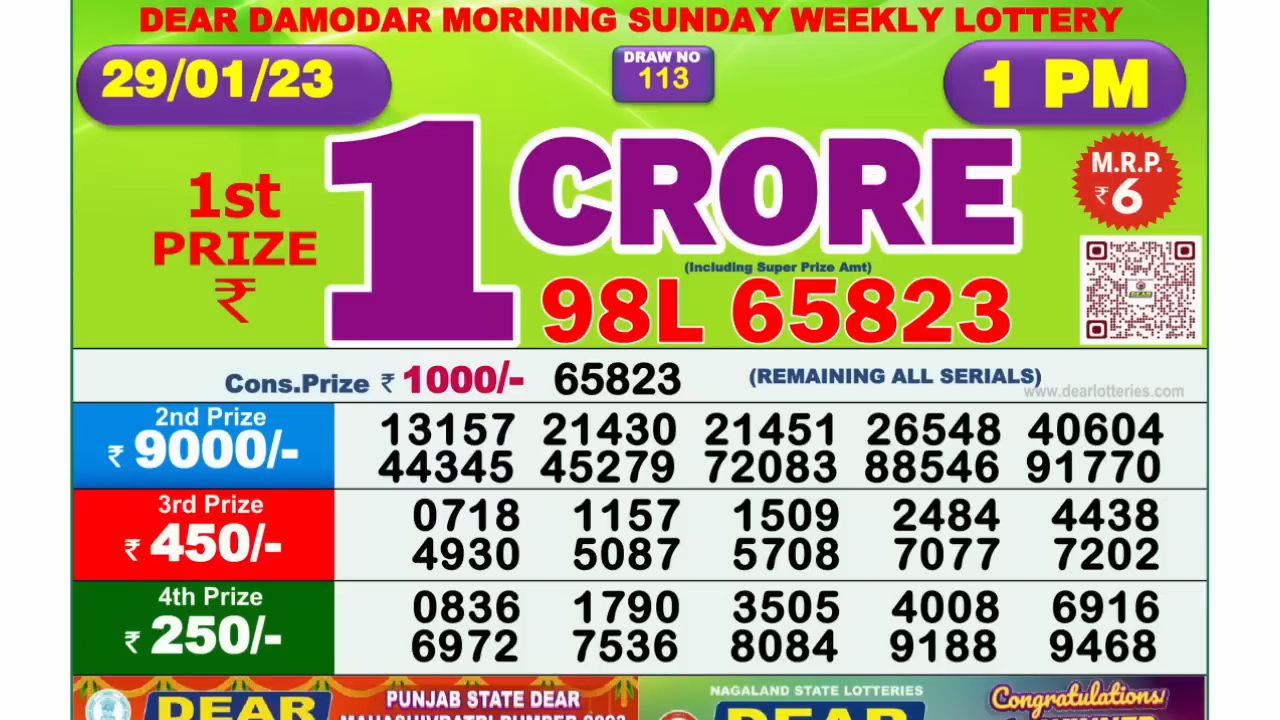 DEAR DAMODAR MORNING SUNDAY WEEKLY LOTTERY
29/01/23
DRAW NO
113
1 PM
1st
PRIZE
₹
1 CRORE
M.R.P.
₹6
(Including Super Prize Amt)
98L 65823
DEAR
Cons.Prize ₹ 1000/- 65823 (REMAINING ALL SERIALS)
www.dearlotteries.com
2nd Prize
₹ 9000/-
13157 21430 21451 26548 40604
44345 45279 72083 88546 91770
3rd Prize
₹ 450/-
0718 1157 1509 2484 4438
4930 5087 5708 7077 7202
4th Prize
₹ 250/-
0836 1790 3505 4008 6916
6972 7536 8084 9188 9468
DEAR
PUNJAB STATE DEAR
NAGALAND STATE LOTTERIES
DEAR
Congratulations!